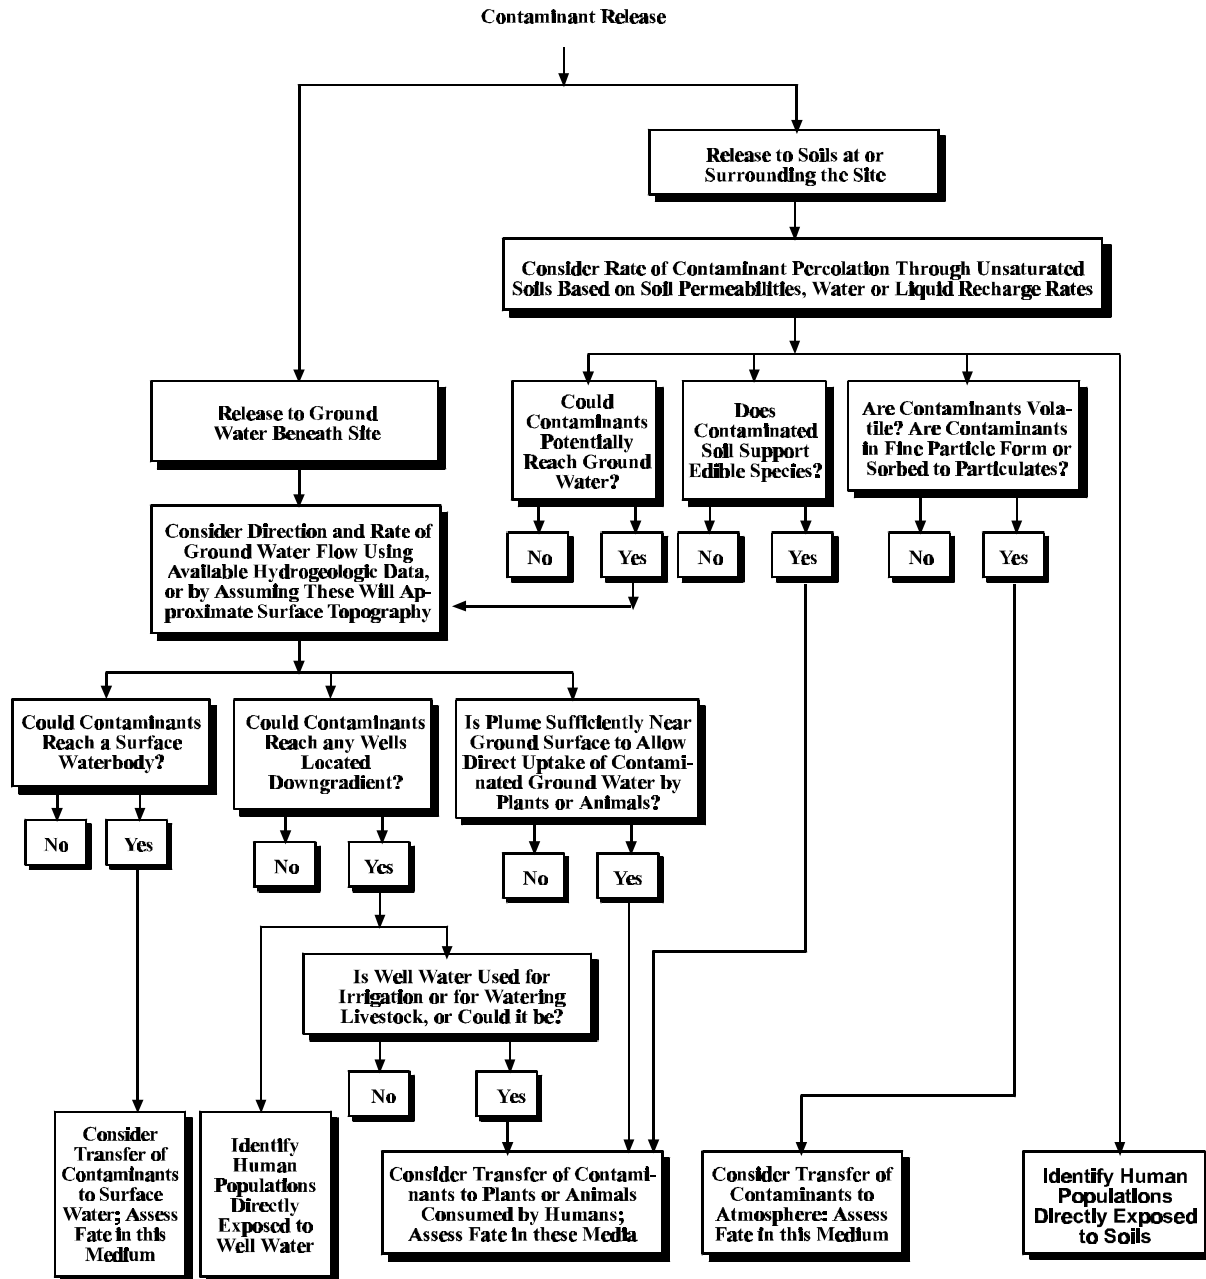 Contaminant Release
Release to Soils at or
Surrounding the Site
Consider Rate of Contaminant Percolation Through Unsaturated
Soils Based on Soil Permeabilities, Water or Liquid Recharge Rates
Release to Ground
Water Beneath Site
Could
Contaminants
Potentially
Reach Ground
Water?
Does
Contaminated
Soil Support
Edible Species?
Are Contaminants Vola-
tile? Are Contaminants
in Fine Particle Form or
Sorbed to Particulates?
No
Yes
No
Yes
No
Yes
Consider Direction and Rate of
Ground Water Flow Using
Available Hydrogeologic Data,
or by Assuming These Will Ap-
proximate Surface Topography
Could Contaminants
Reach a Surface
Waterbody?
Could Contaminants
Reach any Wells
Located
Downgradient?
Is Plume Sufficiently Near
Ground Surface to Allow
Direct Uptake of Contami-
nated Ground Water by
Plants or Animals?
No
Yes
No
Yes
No
Yes
Is Well Water Used for
Irrigation or for Watering
Livestock, or Could it be?
No
Yes
Consider
Transfer of
Contaminants
to Surface
Water; Assess
Fate in this
Medium
Identify
Human
Populations
Directly
Exposed to
Well Water
Consider Transfer of Contami-
nants to Plants or Animals
Consumed by Humans;
Assess Fate in these Media
Consider Transfer of
Contaminants to
Atmosphere: Assess
Fate in this Medium
Identify Human
Populations
Directly Exposed
to Soils